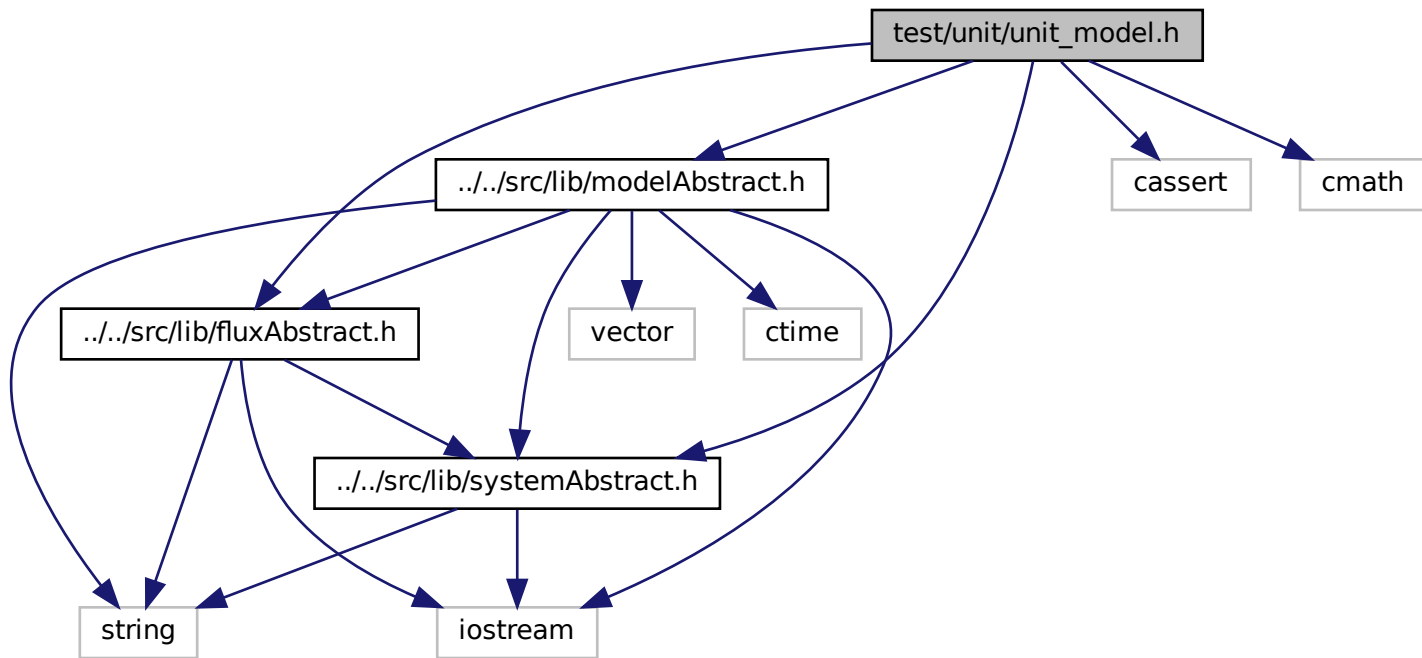 test/unit/unit_model.h
../../src/lib/modelAbstract.h
cassert
cmath
../../src/lib/fluxAbstract.h
vector
ctime
../../src/lib/systemAbstract.h
string
iostream